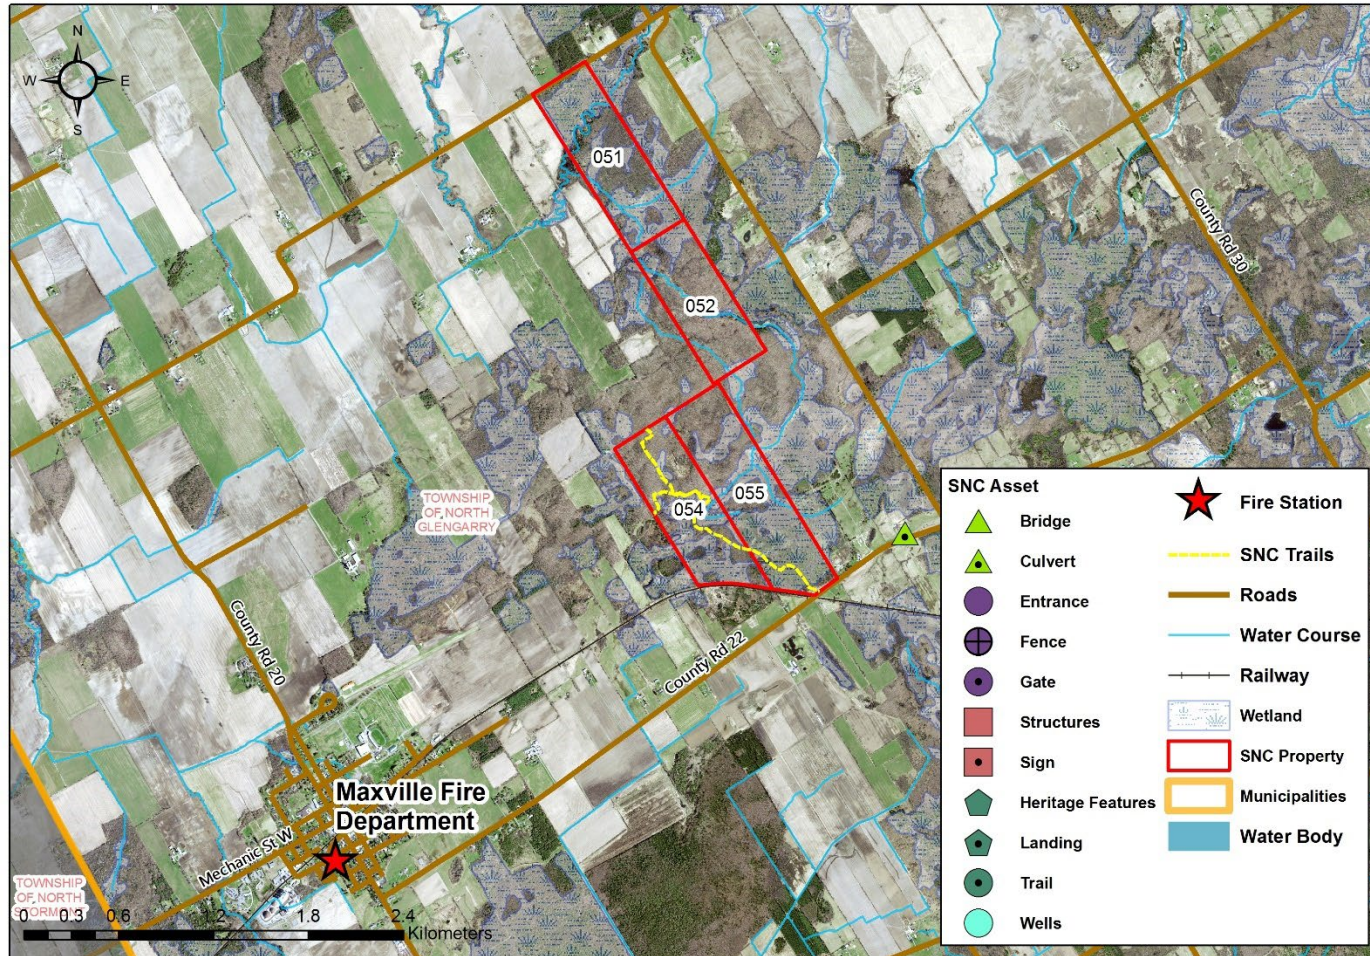 N
W E
S
051
County Rd 30
052
055
054
TOWNSHIP
OF NORTH
GLENGARRY
County Rd 20
County Rd 22
Maxville Fire
Department
Mechanic St W
TOWNSHIP
OF NORTH
STORMONT
0 0.3 0.6 1.2 1.8 2.4
Kilometers
SNC Asset
Bridge
Culvert
Entrance
Fence
Gate
Structures
Sign
Heritage Features
Landing
Trail
Wells
Fire Station
SNC Trails
Roads
Water Course
Railway
Wetland
SNC Property
Municipalities
Water Body